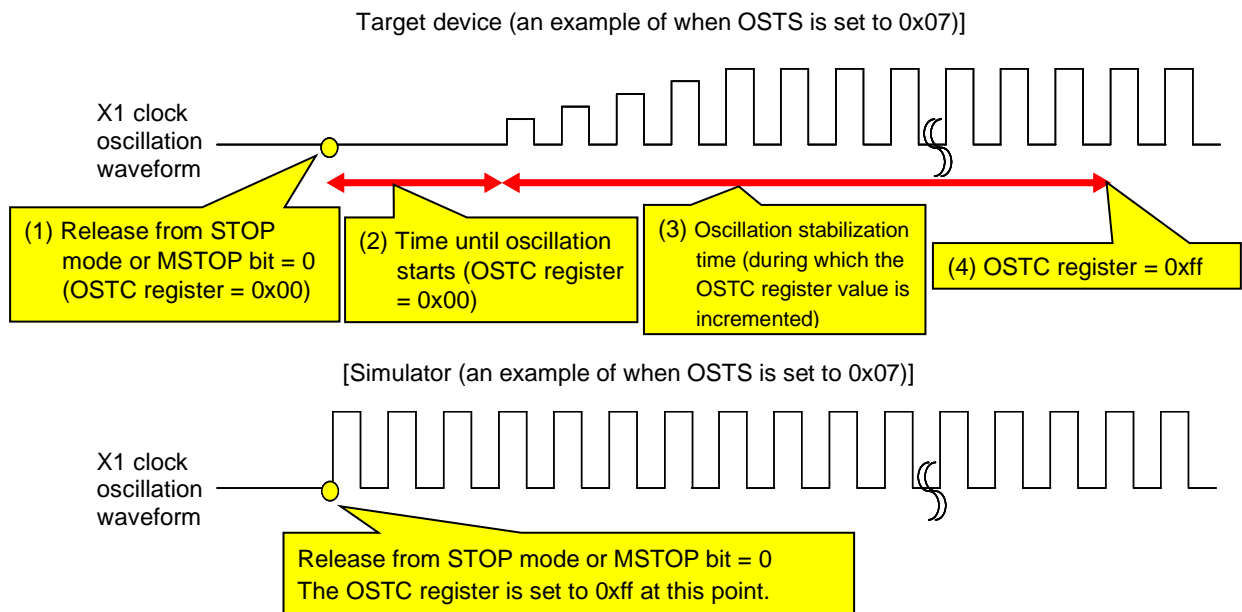 Target device (an example of when OSTS is set to 0x07)]
X1 clock
oscillation
waveform
(1) Release from STOP
mode or MSTOP bit = 0
(OSTC register = 0x00)
(2) Time until oscillation
starts (OSTC register
= 0x00)
(3) Oscillation stabilization
time (during which the
OSTC register value is
incremented)
(4) OSTC register = 0xff
[Simulator (an example of when OSTS is set to 0x07)]
X1 clock
oscillation
waveform
Release from STOP mode or MSTOP bit = 0
The OSTC register is set to 0xff at this point.